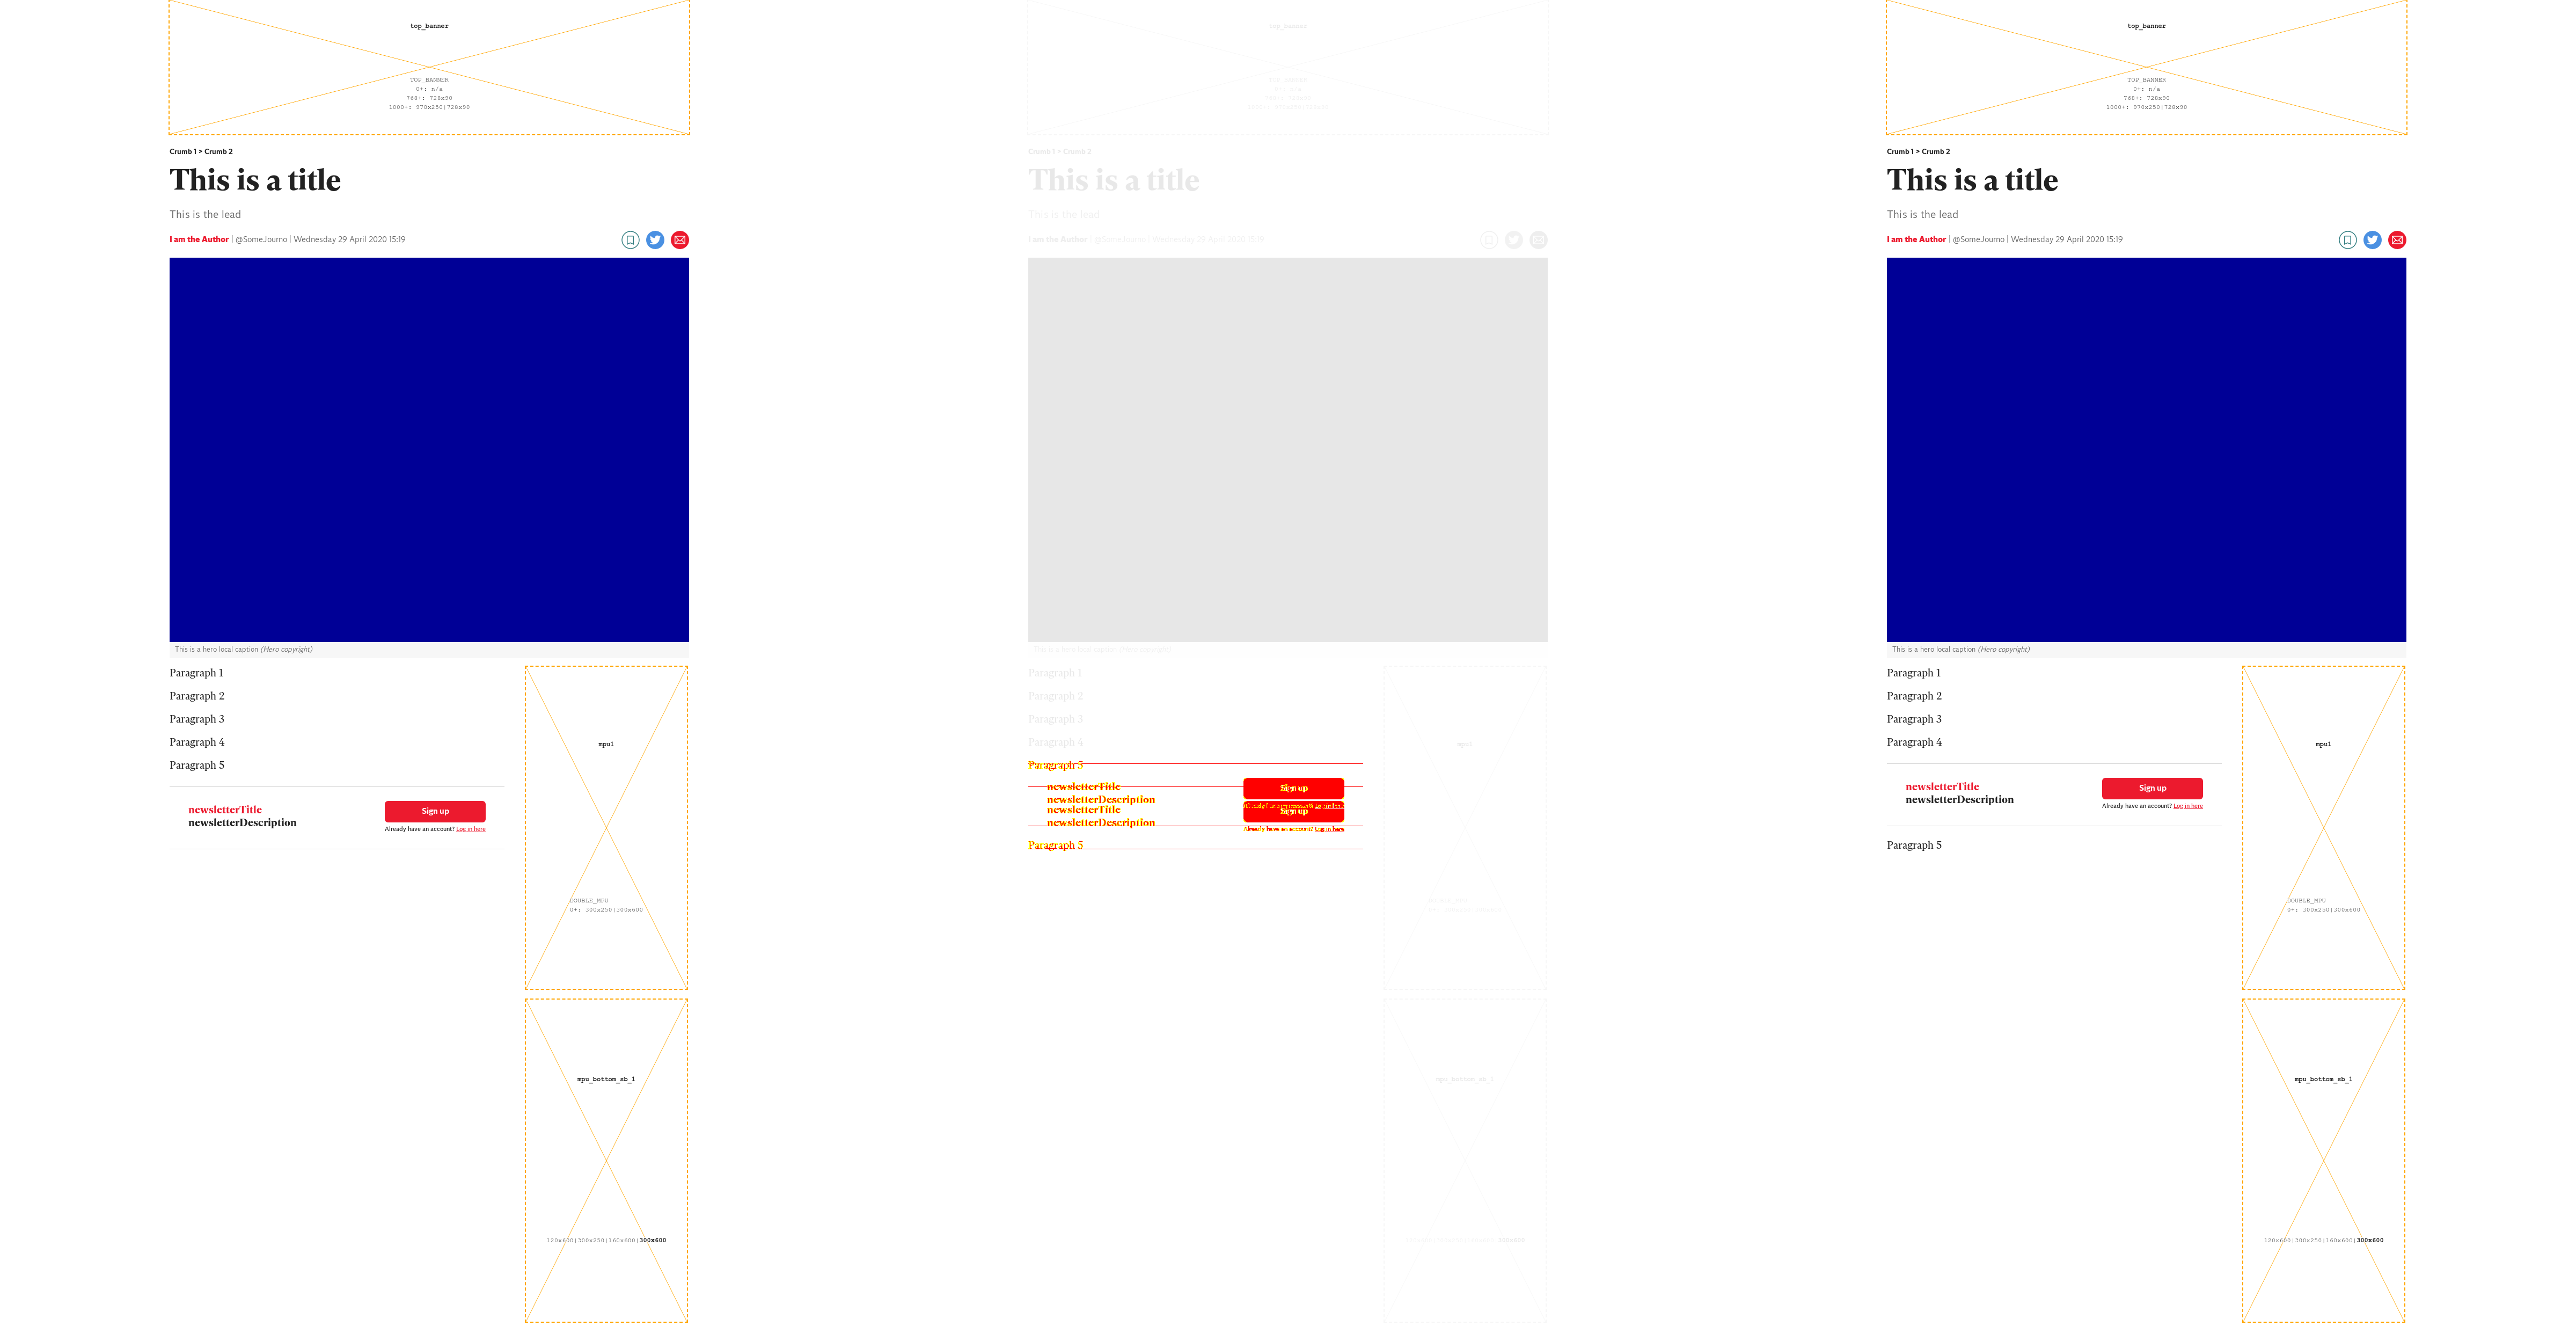 top_banner
TOP_BANNER
0+: n/a
768+: 728x90
1000+: 970x250|728x90
Crumb 1 > Crumb 2
This is a title
This is the lead
I am the Author | @SomeJourno | Wednesday 29 April 2020 15:19
This is a hero local caption (Hero copyright)
Paragraph 1
Paragraph 2
Paragraph 3
Paragraph 4
Paragraph 5
newsletterTitle
newsletterDescription
Sign up
Already have an account? Log in here
mpu1
DOUBLE_MPU
0+: 300x250|300x600
mpu_bottom_sb_1
120x600|300x250|160x600|300x600
top_banner
TOP_BANNER
Crumb 1 > Crumb 2
This is a title
This is the lead
I am the Author | @SomeJourno | Wednesday 29 April 2020 15:19
This is a hero local caption (Hero copyright)
Paragraph 1
Paragraph 2
Paragraph 3
Paragraph 4
Paragraph 5
newsletterTitle
newsletterDescription
Sign up
newsletterTitle
newsletterDescription
Sign up
Already have an account? Log in here
Paragraph 5
mpu1
mpu_bottom_sb_1
top_banner
TOP_BANNER
0+: n/a
768+: 728x90
1000+: 970x250|728x90
Crumb 1 > Crumb 2
This is a title
This is the lead
I am the Author | @SomeJourno | Wednesday 29 April 2020 15:19
This is a hero local caption (Hero copyright)
Paragraph 1
Paragraph 2
Paragraph 3
Paragraph 4
newsletterTitle
newsletterDescription
Sign up
Already have an account? Log in here
Paragraph 5
mpu1
DOUBLE_MPU
0+: 300x250|300x600
mpu_bottom_sb_1
120x600|300x250|160x600|300x600